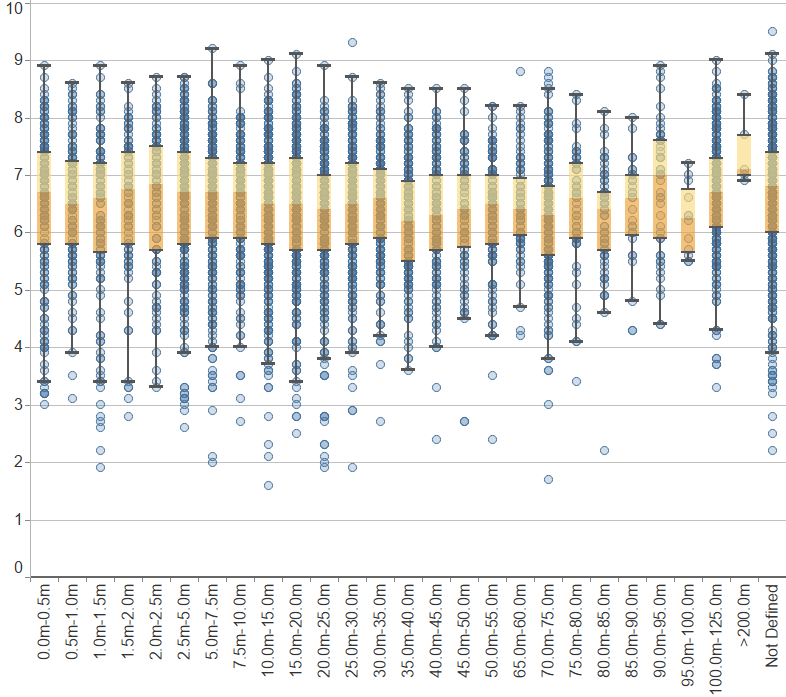 10
9
8
7
6
5
4
3
2
1
0
0.0m-0.5m
0.5m-1.0m
1.0m-1.5m
1.5m-2.0m
2.0m-2.5m
2.5m-5.0m
5.0m-7.5m
7.5m-10.0m
10.0m-15.0m
15.0m-20.0m
20.0m-25.0m
25.0m-30.0m
30.0m-35.0m
35.0m-40.0m
40.0m-45.0m
45.0m-50.0m
50.0m-55.0m
65.0m-60.0m
70.0m-75.0m
75.0m-80.0m
80.0m-85.0m
85.0m-90.0m
90.0m-95.0m
95.0m-100.0m
100.0m-125.0m
>200.0m
Not Defined